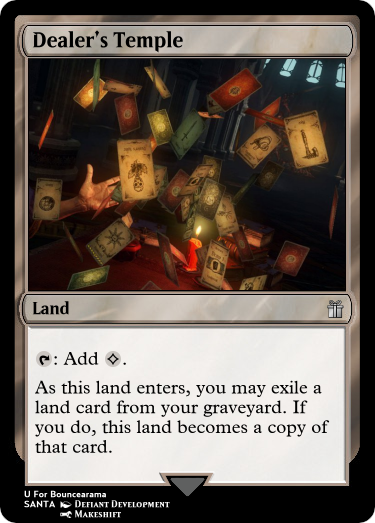 Dealer's Temple
Land
: Add .
As this land enters, you may exile a
land card from your graveyard. If
you do, this land becomes a copy of
that card.
U For Bouncearama
SANTA Defiant Development
Makeshift